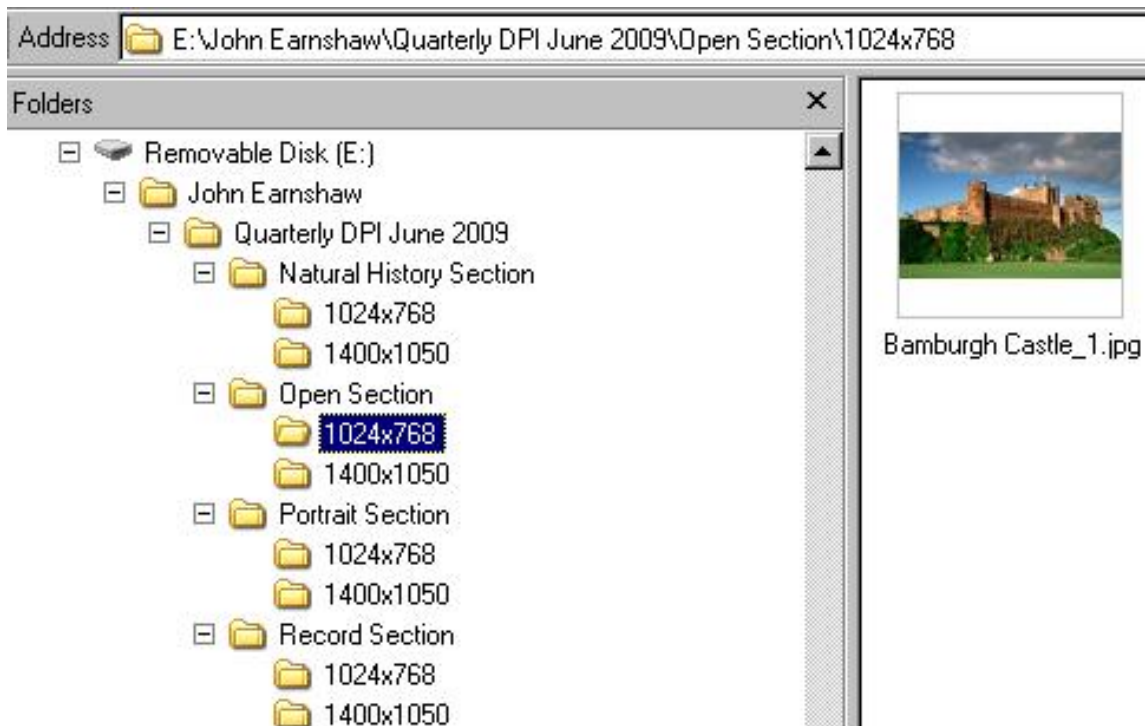 Address E:\John Earnshaw\Quarterly DPI June 2009\Open Section\1024x768
Folders
Removable Disk (E:)
John Earnshaw
Quarterly DPI June 2009
Natural History Section
1024x768
1400x1050
Open Section
1024x768
1400x1050
Portrait Section
1024x768
1400x1050
Record Section
1024x768
1400x1050
Bamburgh Castle_1.jpg